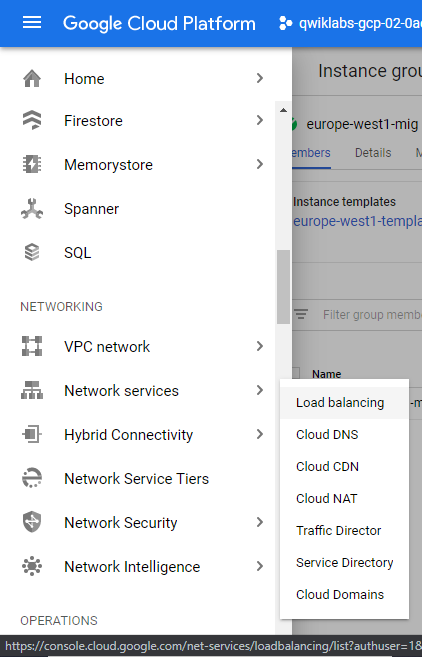 Google Cloud Platform
qwiklabs-gcp-02-0a
Home
Instance grou
Firestore
europe-west1-mig
Memorystore
embers Details M
Spanner
Instance templates
europe-west1-templa
SQL
NETWORKING
Filter group membe
VPC network
Name
Network services
Load balancing
-m
Hybrid Connectivity
Cloud DNS
Cloud CDN
Network Service Tiers
Cloud NAT
Network Security
Traffic Director
Network Intelligence
Service Directory
Cloud Domains
OPERATIONS
https://console.cloud.google.com/net-services/loadbalancing/list?authuser=1&